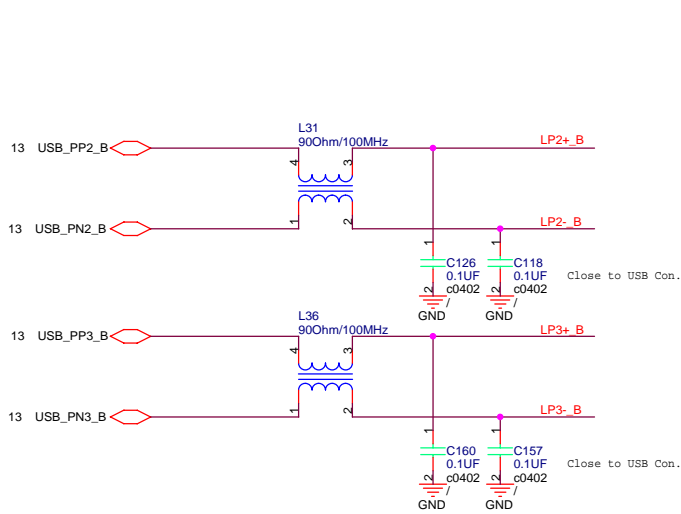 L31
90Ohm/100MHz
13 USB_PP2_B
4
3
LP2+_B
13 USB_PN2_B
1
2
LP2-_B
1
1
C126
0.1UF
c0402
2
/
GND
C118
0.1UF
c0402
2
/
GND
Close to USB Con.
L36
90Ohm/100MHz
13 USB_PP3_B
4
3
LP3+_B
13 USB_PN3_B
1
2
LP3-_B
1
1
C160
0.1UF
c0402
2
/
GND
C157
0.1UF
c0402
2
/
GND
Close to USB Con.